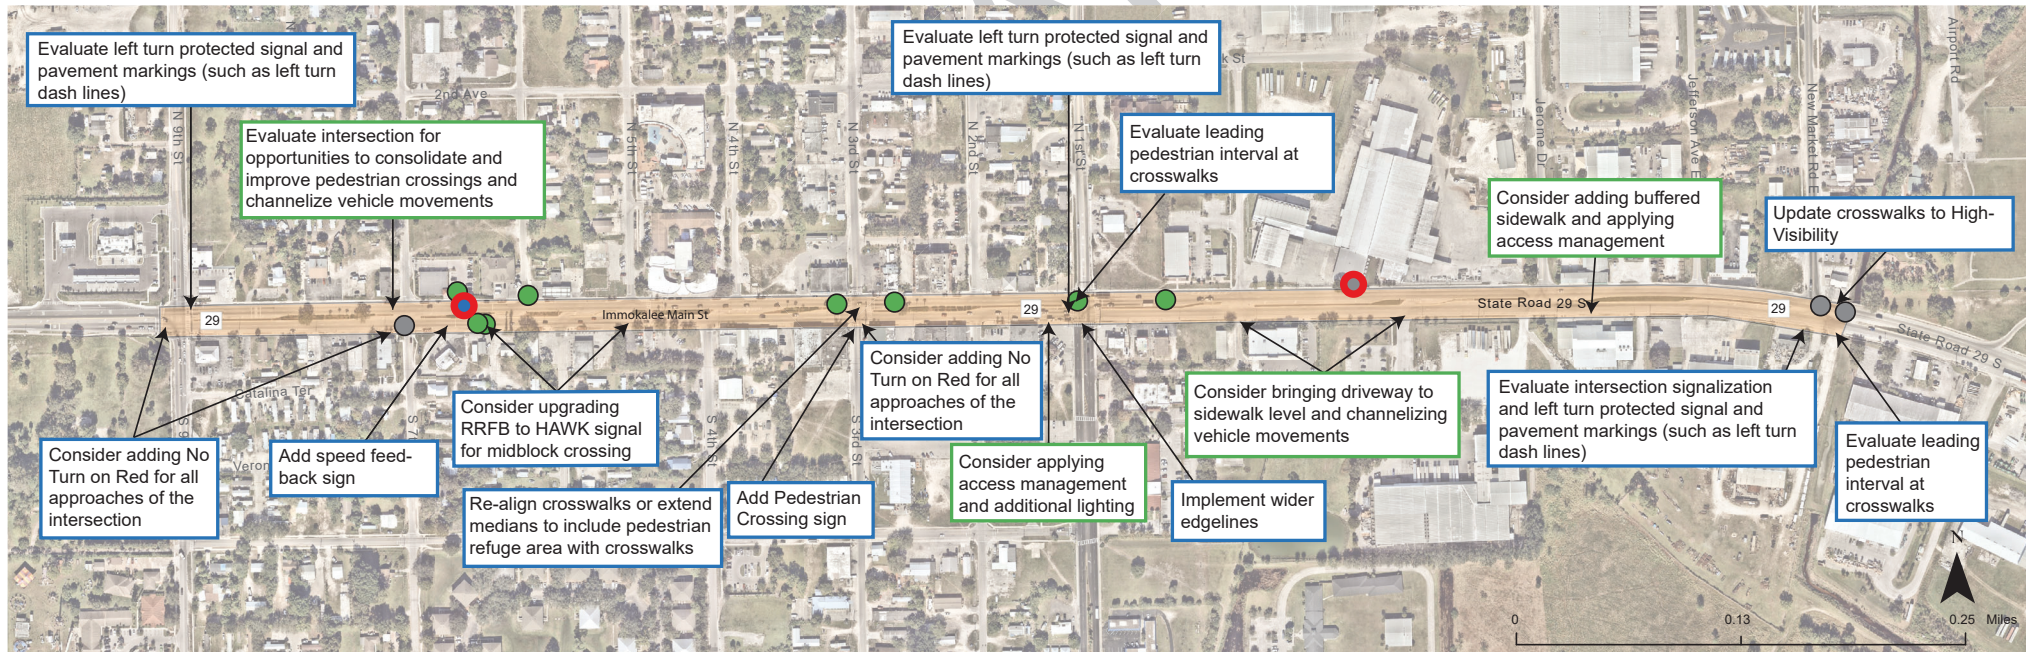 Evaluate left turn protected signal and
pavement markings (such as left turn
dash lines)
Evaluate intersection for
opportunities to consolidate and
improve pedestrian crossings and
channelize vehicle movements
Evaluate left turn protected signal and
pavement markings (such as left turn
dash lines)
Evaluate leading
pedestrian interval at
crosswalks
Consider adding buffered
sidewalk and applying
access management
Update crosswalks to High-
Visibility
2nd Ave
N 9th St
N 5th St
N 4th St
N 3rd St
N 2nd St
N 1st St
k St
Jerome Dr
Jefferson Ave E
New Market Rd E
Airport Rd
29
Immokalee Main St
29
State Road 29 S
29
State Road 29 S
Catalina Ter
Veron
S 9
S 7t
S 4th St
S 3rd St
Consider adding No
Turn on Red for all
approaches of the
intersection
Add speed feed-
back sign
Consider upgrading
RRFB to HAWK signal
for midblock crossing
Re-align crosswalks or extend
medians to include pedestrian
refuge area with crosswalks
Add Pedestrian
Crossing sign
Consider adding No
Turn on Red for all
approaches of the
intersection
Consider applying
access management
and additional lighting
Implement wider
edgelines
Consider bringing driveway to
sidewalk level and channelizing
vehicle movements
Evaluate intersection signalization
and left turn protected signal and
pavement markings (such as left turn
dash lines)
Evaluate leading
pedestrian
interval at
crosswalks
N
0
0.13
0.25 Miles